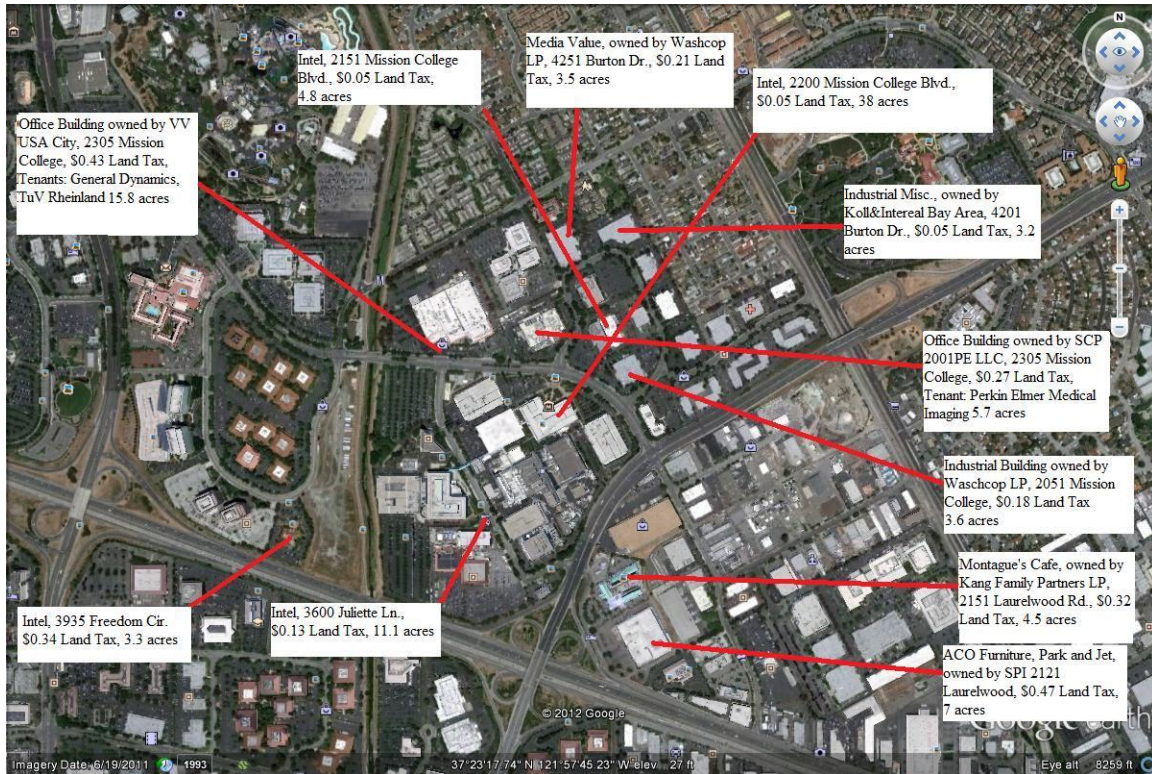 Intel, 2151 Mission College
Blvd., $0.05 Land Tax,
4.8 acres
Media Value, owned by Washcop
LP, 4251 Burton Dr., $0.21 Land
Tax, 3.5 acres
Intel, 2200 Mission College Blvd.,
$0.05 Land Tax, 38 acres
N
Office Building owned by VV
USA City, 2305 Mission
College, $0.43 Land Tax,
Tenants: General Dynamics,
TuV Rheinland 15.8 acres
Industrial Misc., owned by
Koll&Intereal Bay Area, 4201
Burton Dr., $0.05 Land Tax, 3.2
acres
Office Building owned by SCP
2001PE LLC, 2305 Mission
College, $0.27 Land Tax,
Tenant: Perkin Elmer Medical
Imaging 5.7 acres
Industrial Building owned by
Waschcop LP, 2051 Mission
College, $0.18 Land Tax
3.6 acres
Montague's Cafe, owned by
Kang Family Partners LP,
2151 Laurelwood Rd., $0.32
Land Tax, 4.5 acres
Intel, 3935 Freedom Cir.
$0.34 Land Tax, 3.3 acres
Intel, 3600 Juliette Ln.,
$0.13 Land Tax, 11.1 acres
ACO Furniture, Park and Jet,
owned by SPI 2121
Laurelwood, $0.47 Land Tax,
7 acres
© 2012 Google
Google earth
Imagery Date: 6/19/2011 1993 37°23'17.74" N 121°57'45.23" W elev 27 ft Eye alt 8259 ft